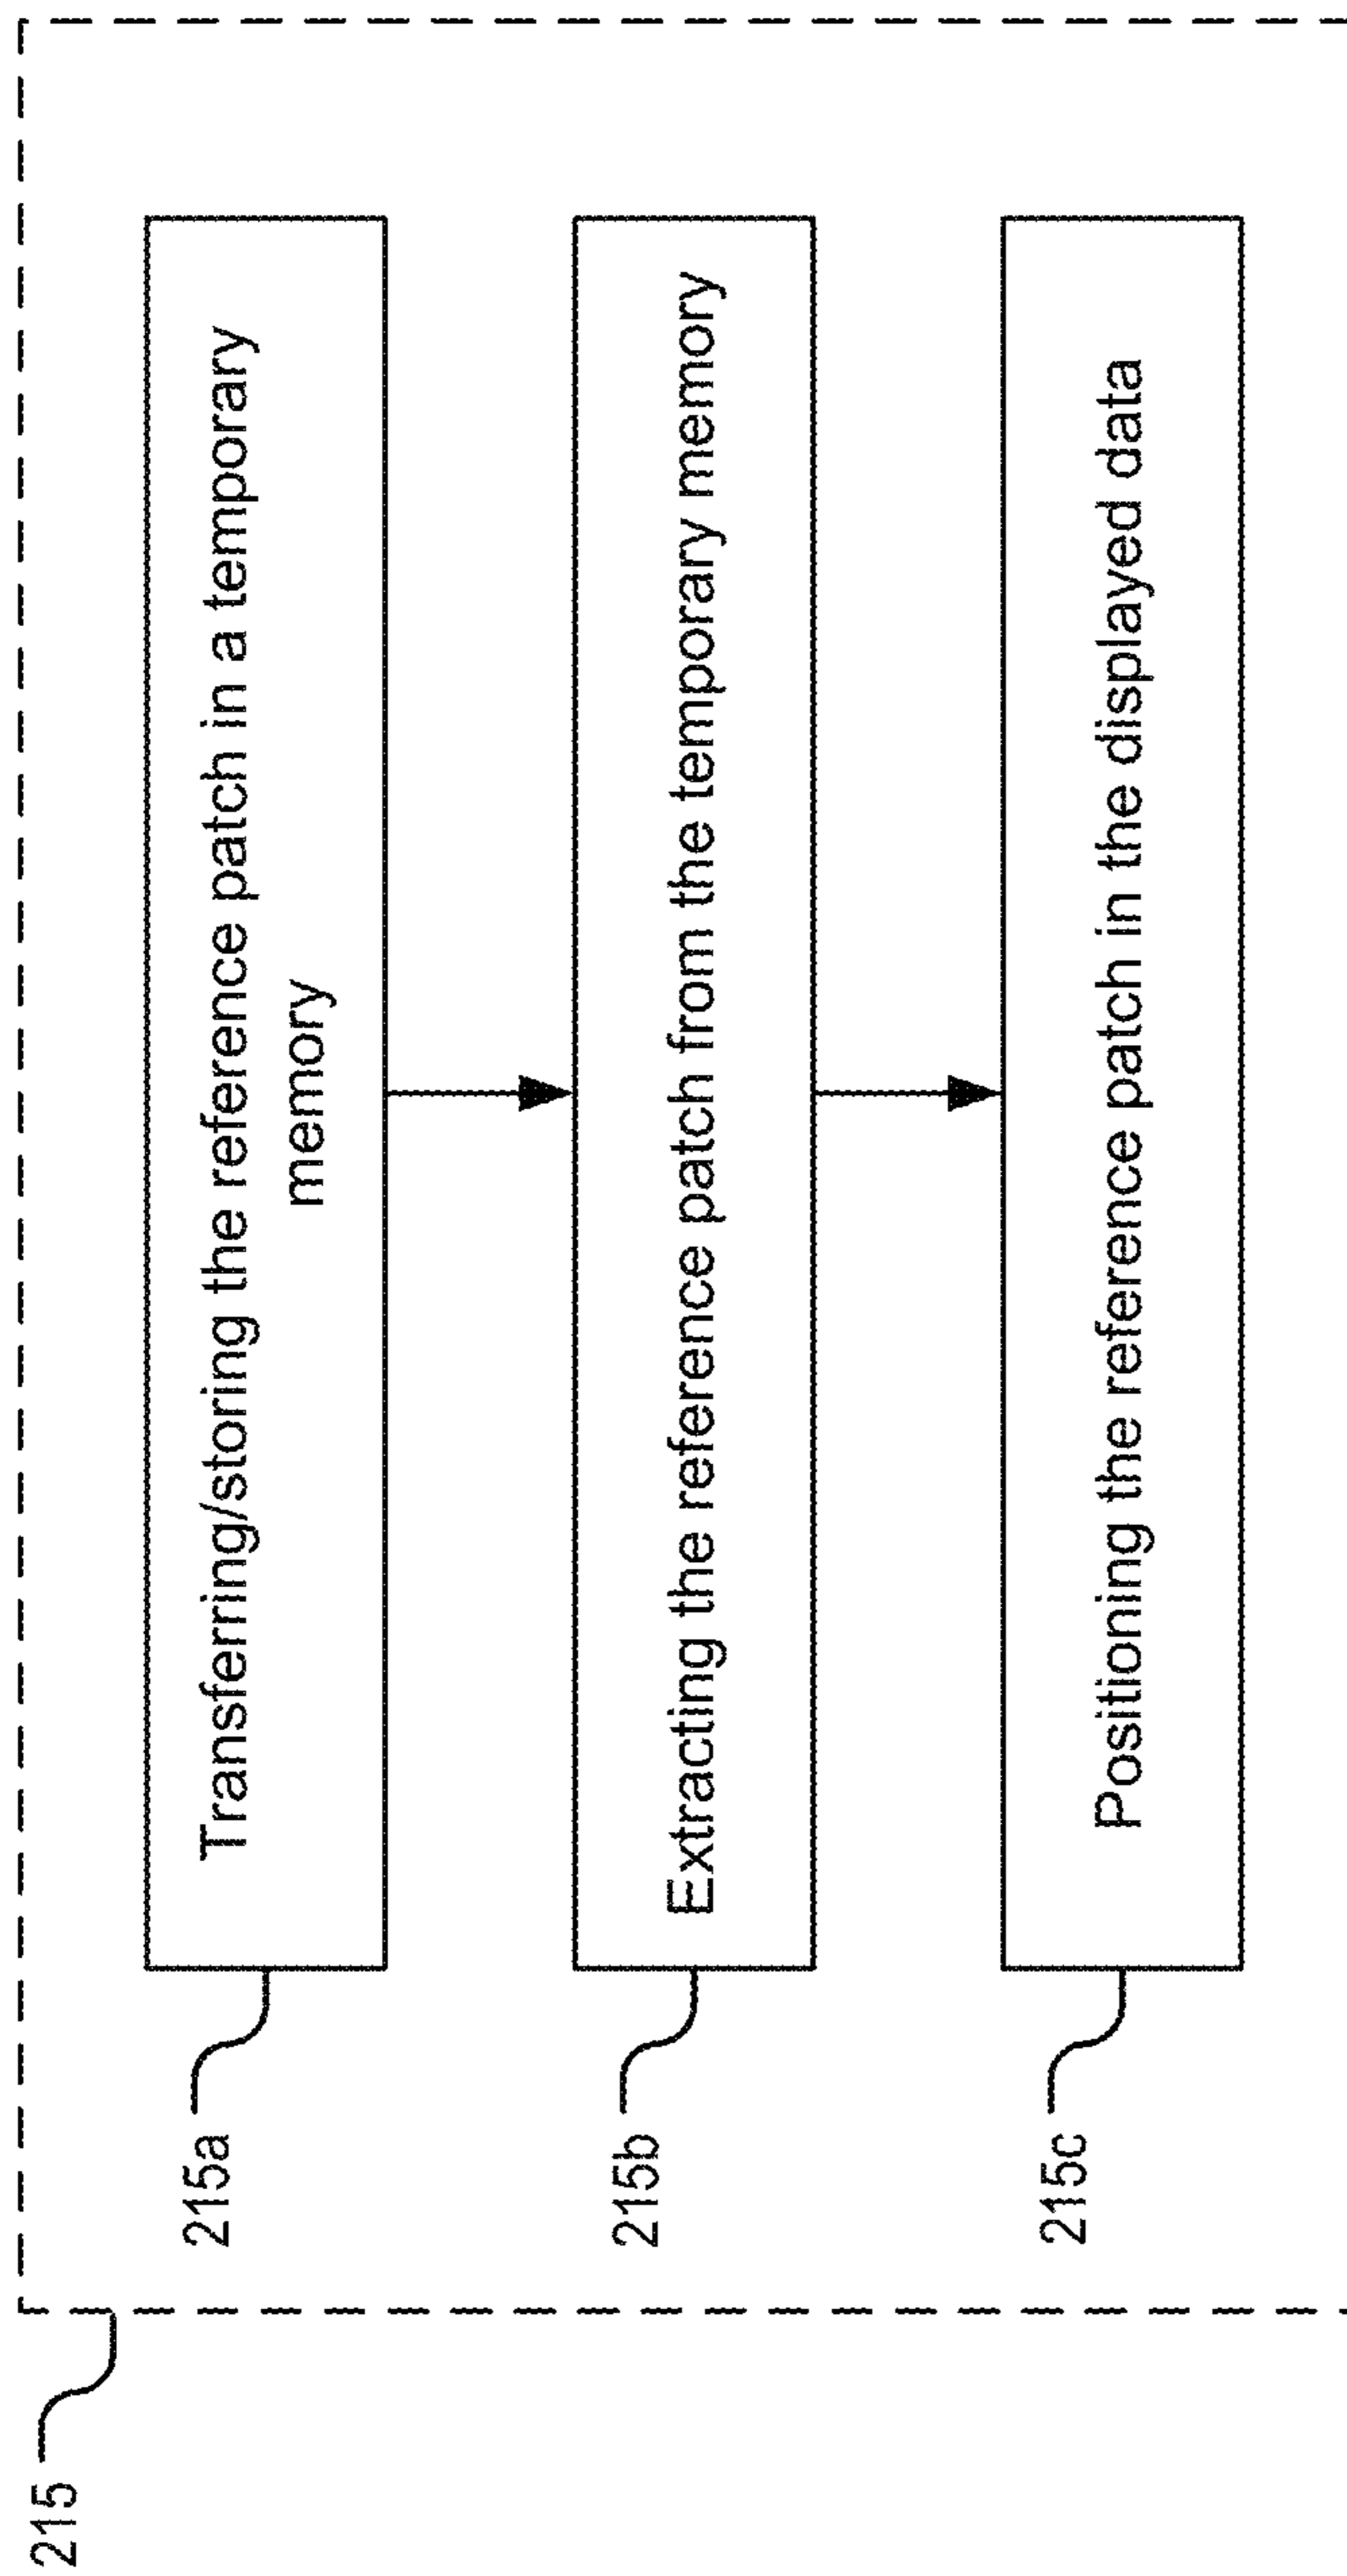 215
215a
Transferring/storing the reference patch in a temporary
memory
215b
Extracting the reference patch from the temporary memory
215c
Positioning the reference patch in the displayed data